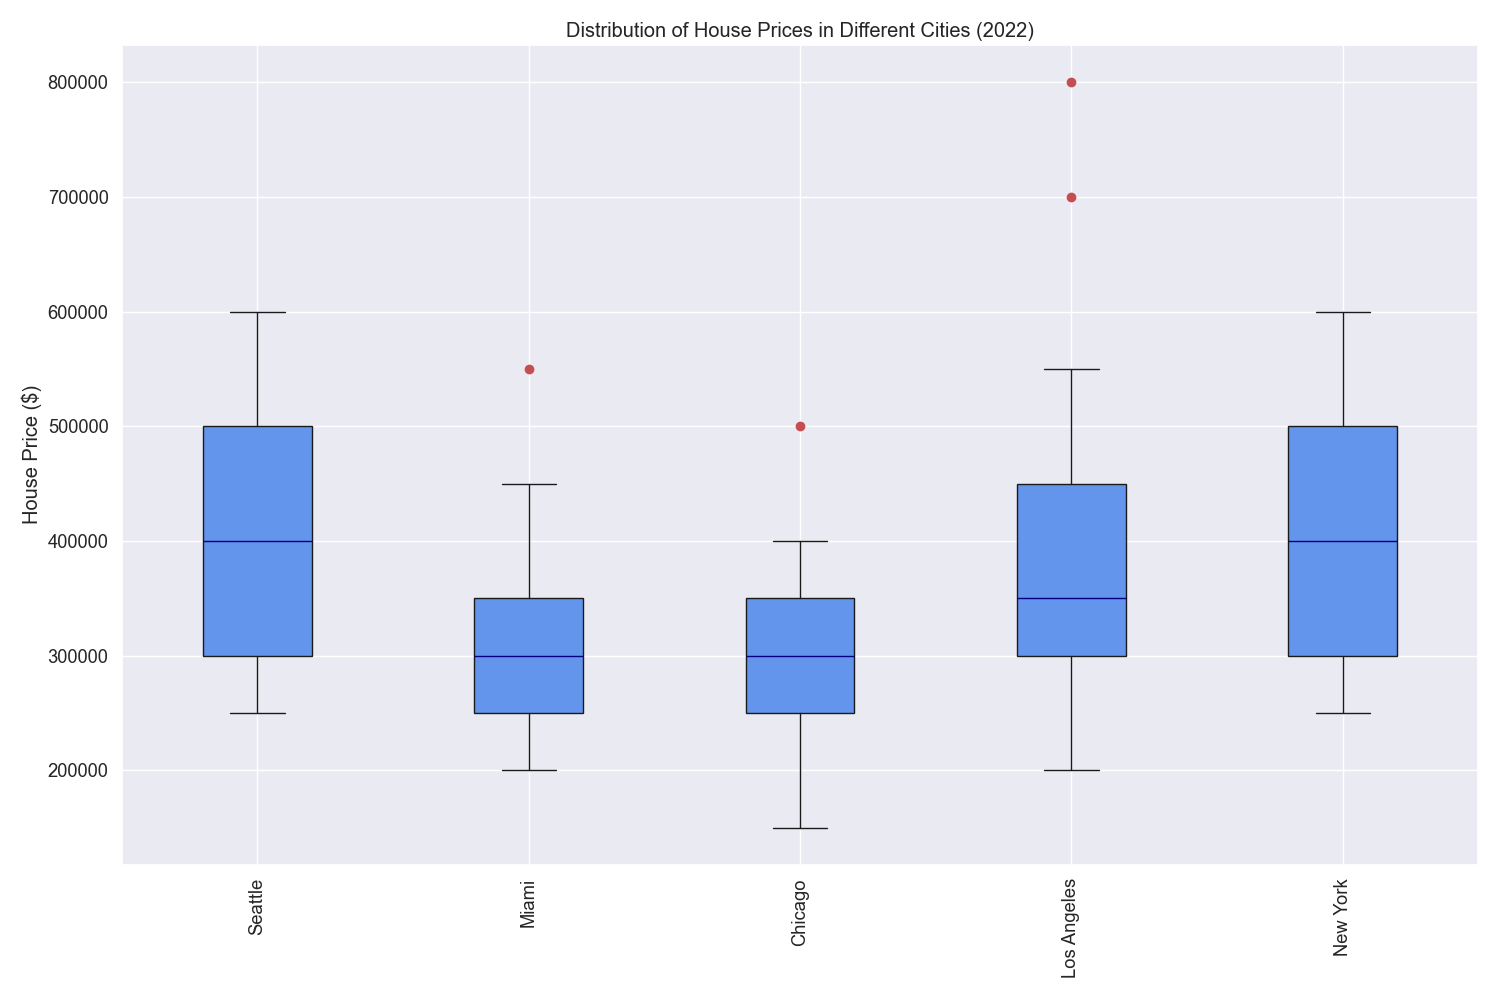 Distribution of House Prices in Different Cities (2022)
House Price ($)
800000
700000
600000
500000
400000
300000
200000
Seattle
Miami
Chicago
Los Angeles
New York